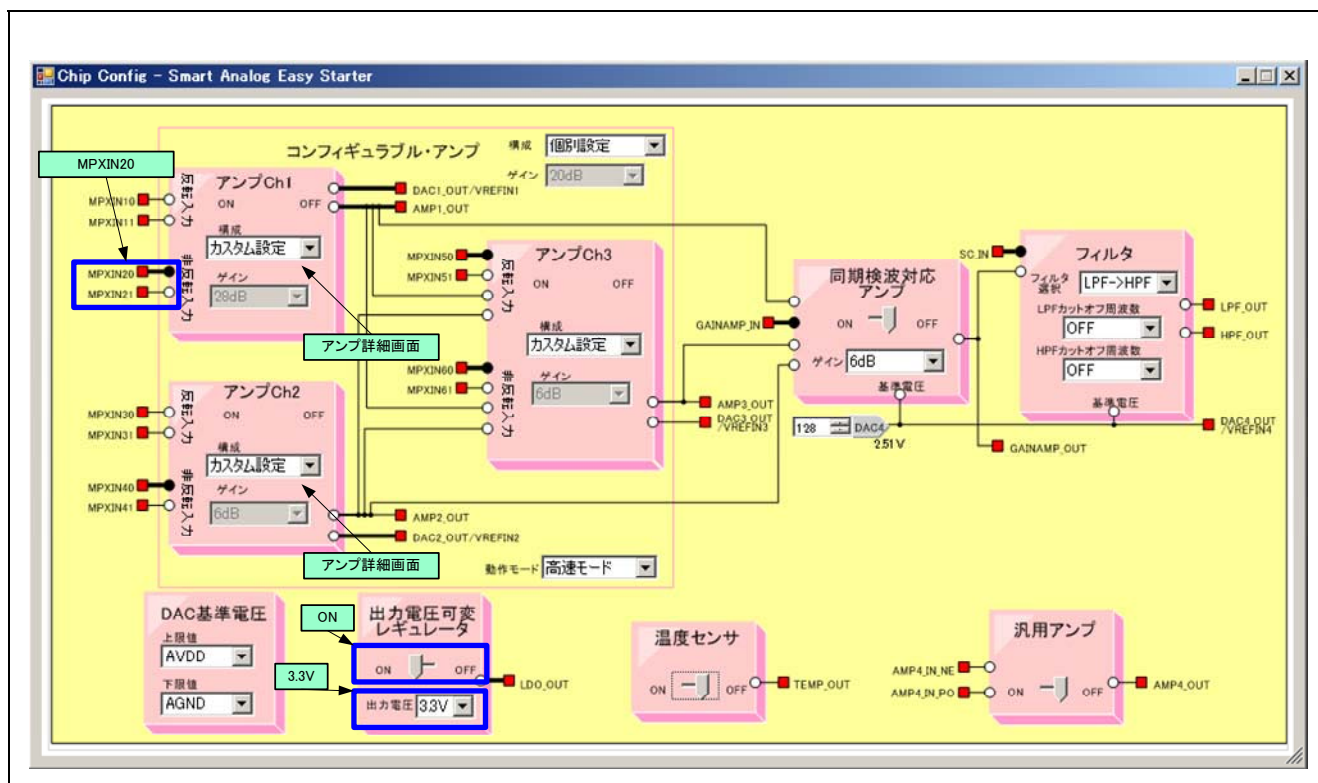 Chip Config - Smart Analog Easy Starter
コンフィギュラブル・アンプ
構成 個別設定
ゲイン 20dB
MPXIN20
アンプCh1
反転入力
非反転入力
ON OFF
構成
カスタム設定
ゲイン
28dB
MPXIN10
MPXIN11
MPXIN20
MPXIN21
DAC1_OUT/VREFIN1
AMP1_OUT
アンプ詳細画面
アンプCh2
反転入力
非反転入力
ON OFF
構成
カスタム設定
ゲイン
6dB
MPXIN30
MPXIN31
MPXIN40
MPXIN41
AMP2_OUT
DAC2_OUT/VREFIN2
アンプ詳細画面
アンプCh3
反転入力
非反転入力
ON OFF
構成
カスタム設定
ゲイン
6dB
MPXIN50
MPXIN51
MPXIN60
MPXIN61
AMP3_OUT
DAC3_OUT
/VREFIN3
動作モード 高速モード
同期検波対応
アンプ
ON OFF
ゲイン 6dB
基準電圧
GAINAMP_IN
128 DAC4
2.51 V
GAINAMP_OUT
SC_IN
フィルタ
フィルタ
選択 LPF->HPF
LPFカットオフ周波数
OFF
HPFカットオフ周波数
OFF
基準電圧
LPF_OUT
HPF_OUT
DAC4_OUT
/VREFIN4
DAC基準電圧
上限値
AVDD
下限値
AGND
ON
3.3V
出力電圧可変
レギュレータ
ON OFF
出力電圧 3.3V
LDO_OUT
温度センサ
ON OFF
TEMP_OUT
汎用アンプ
AMP4_IN_NE
AMP4_IN_PO
ON OFF
AMP4_OUT